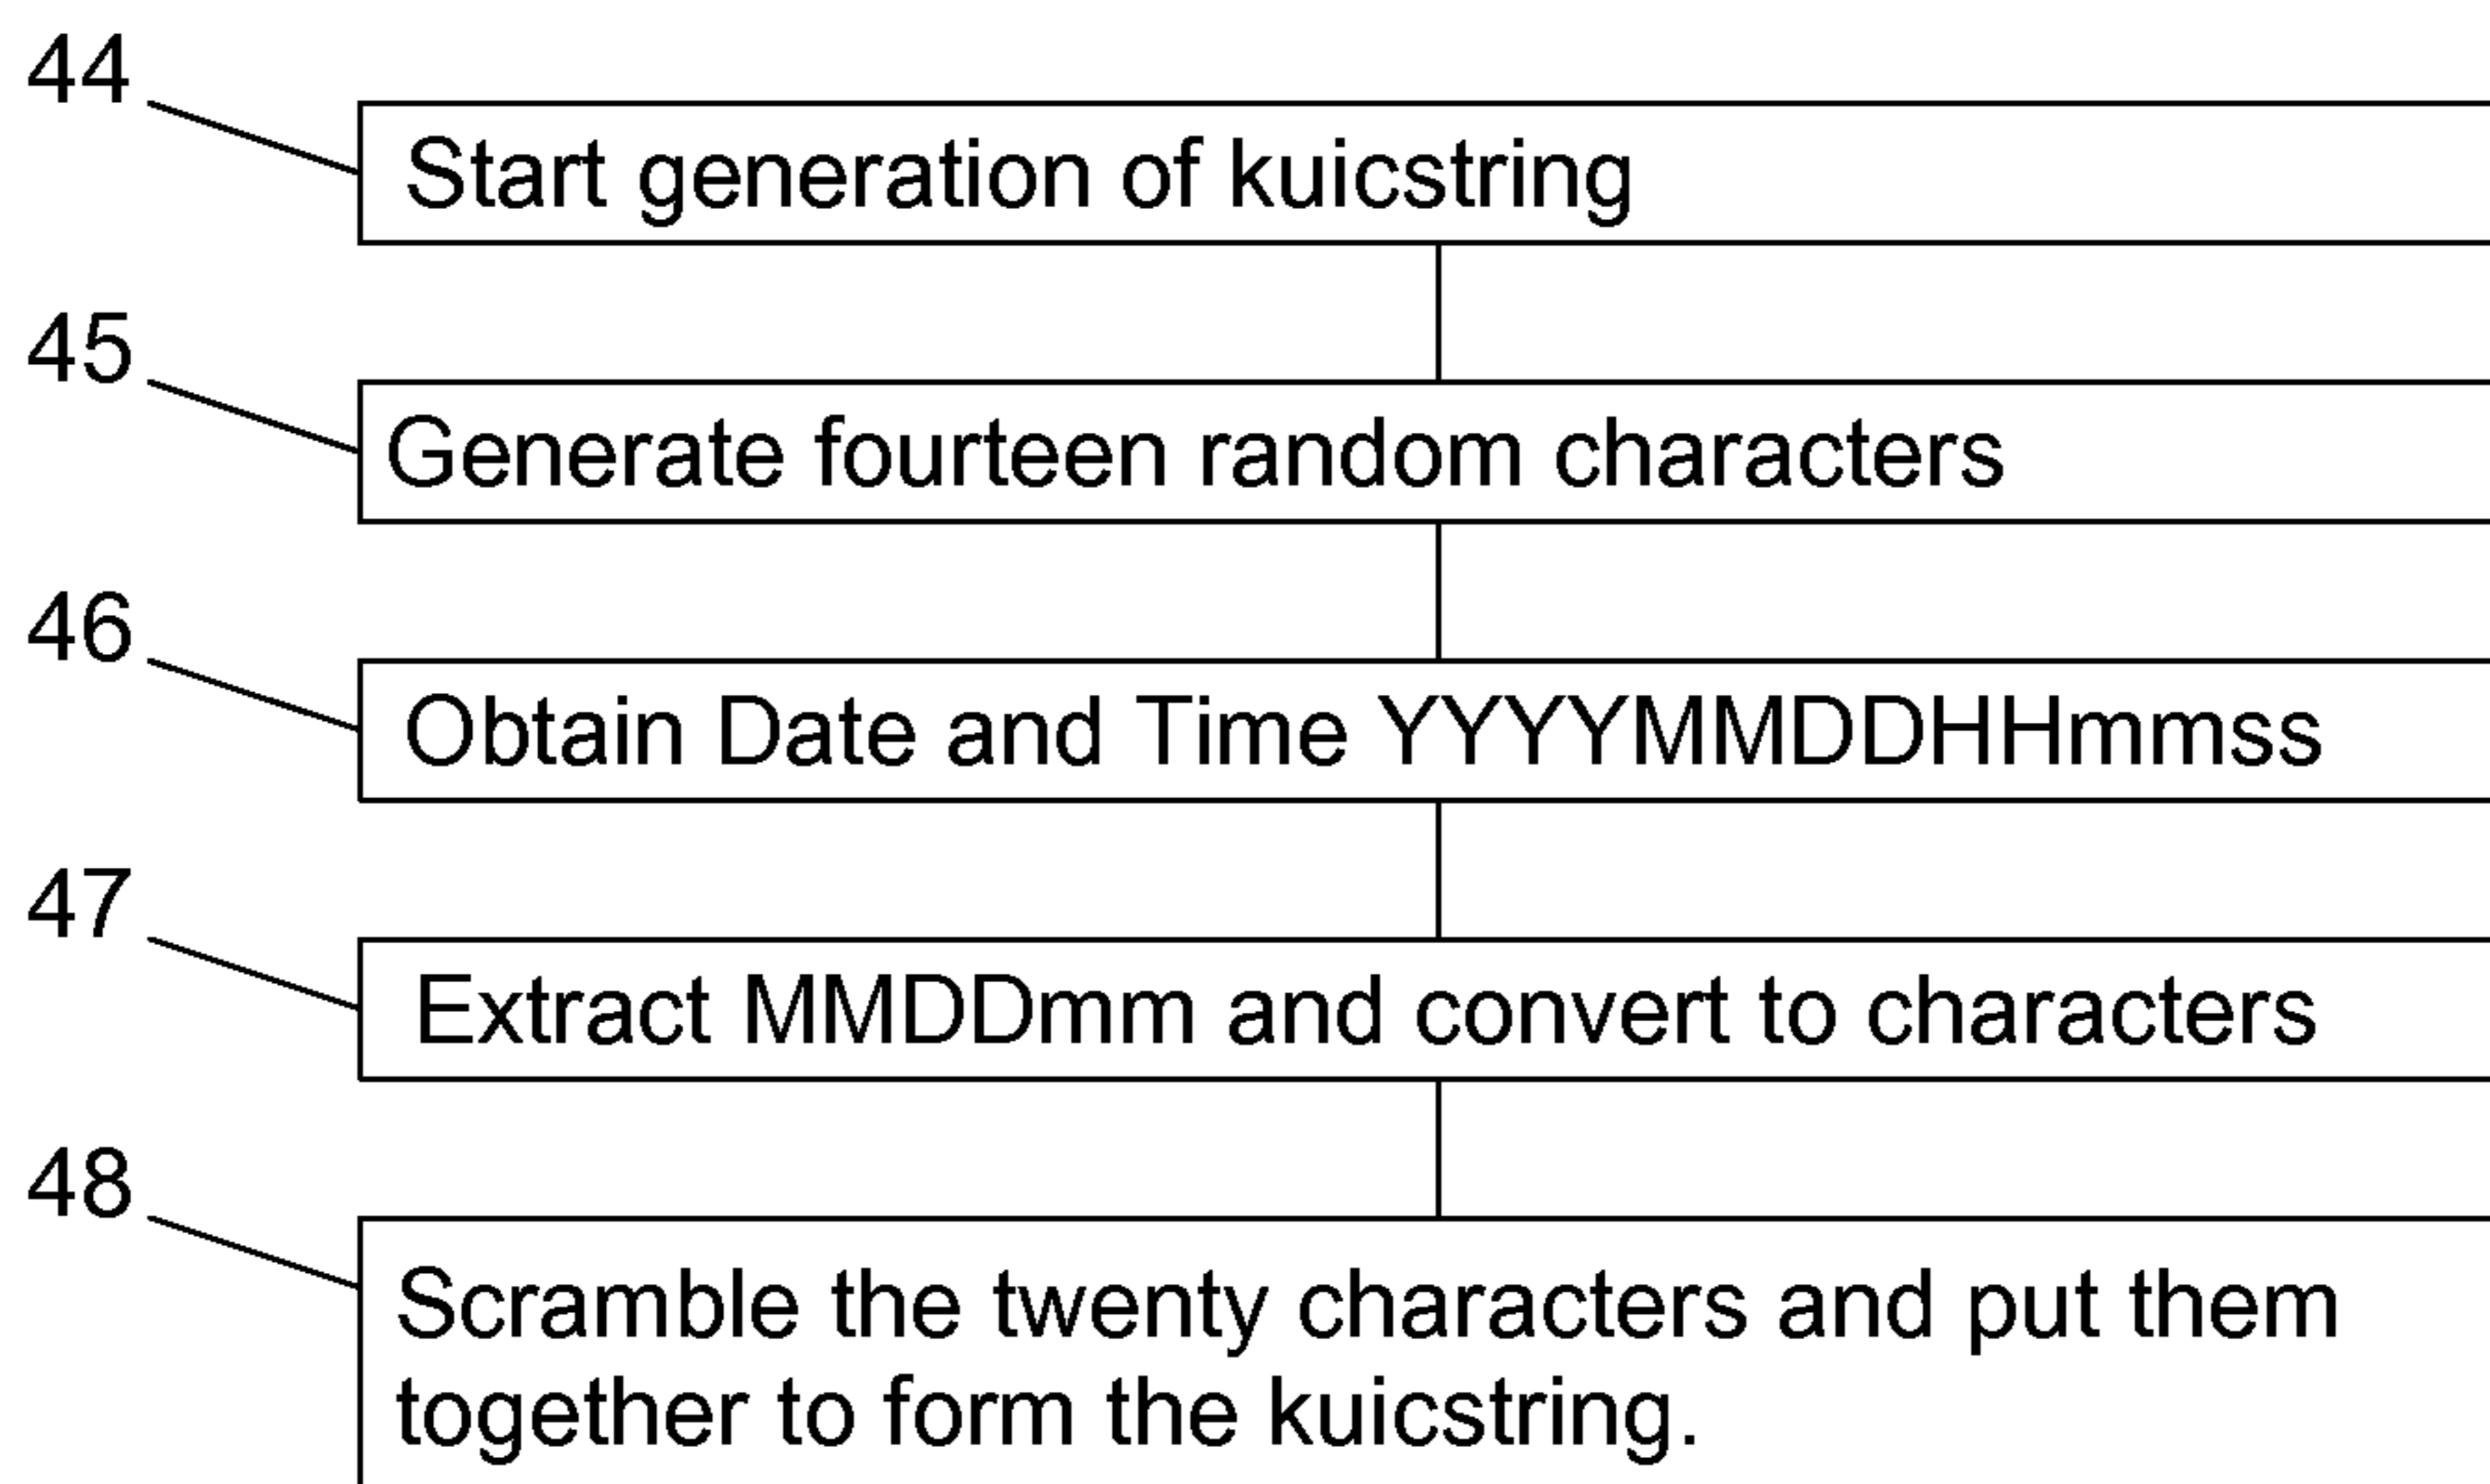 44
Start generation of kuicstring
45
Generate fourteen random characters
46
Obtain Date and Time YYYYMMDDHHmmss
47
Extract MMDDmm and convert to characters
48
Scramble the twenty characters and put them
together to form the kuicstring.